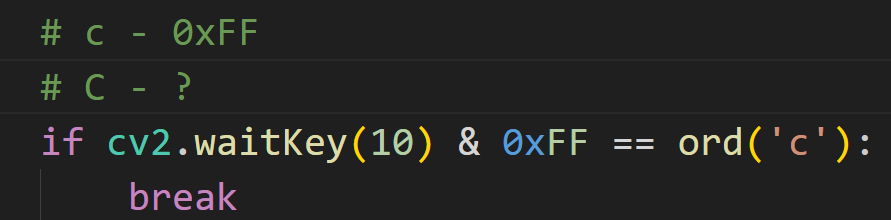 # c - 0xFF
# C - ?
if cv2.waitKey(10) & 0xFF == ord('c'):
break